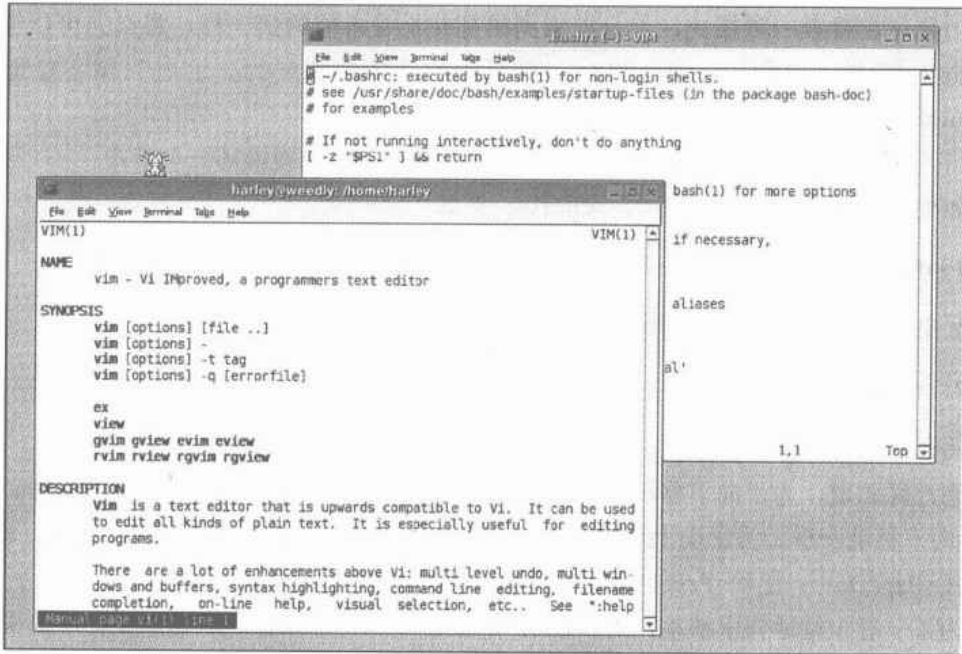 .bashrc (~) - VIM
File Edit View Terminal Tabs Help
# ~/.bashrc: executed by bash(1) for non-login shells.
# see /usr/share/doc/bash/examples/startup-files (in the package bash-doc)
# for examples
# If not running interactively, don't do anything
[ -z "$PS1" ] && return
bash(1) for more options
if necessary,
aliases
al'
1,1 Top
harley@weedly: /home/harley
File Edit View Terminal Tabs Help
VIM(1) VIM(1)
NAME
vim - Vi IMproved, a programmers text editor
SYNOPSIS
vim [options] [file ..]
vim [options] -
vim [options] -t tag
vim [options] -q [errorfile]
ex
view
gvim gview evim eview
rvim rview rgvim rgview
DESCRIPTION
Vim is a text editor that is upwards compatible to Vi. It can be used
to edit all kinds of plain text. It is especially useful for editing
programs.
There are a lot of enhancements above Vi: multi level undo, multi win-
dows and buffers, syntax highlighting, command line editing, filename
completion, on-line help, visual selection, etc.. See ":help
Manual page vi(1) line 1